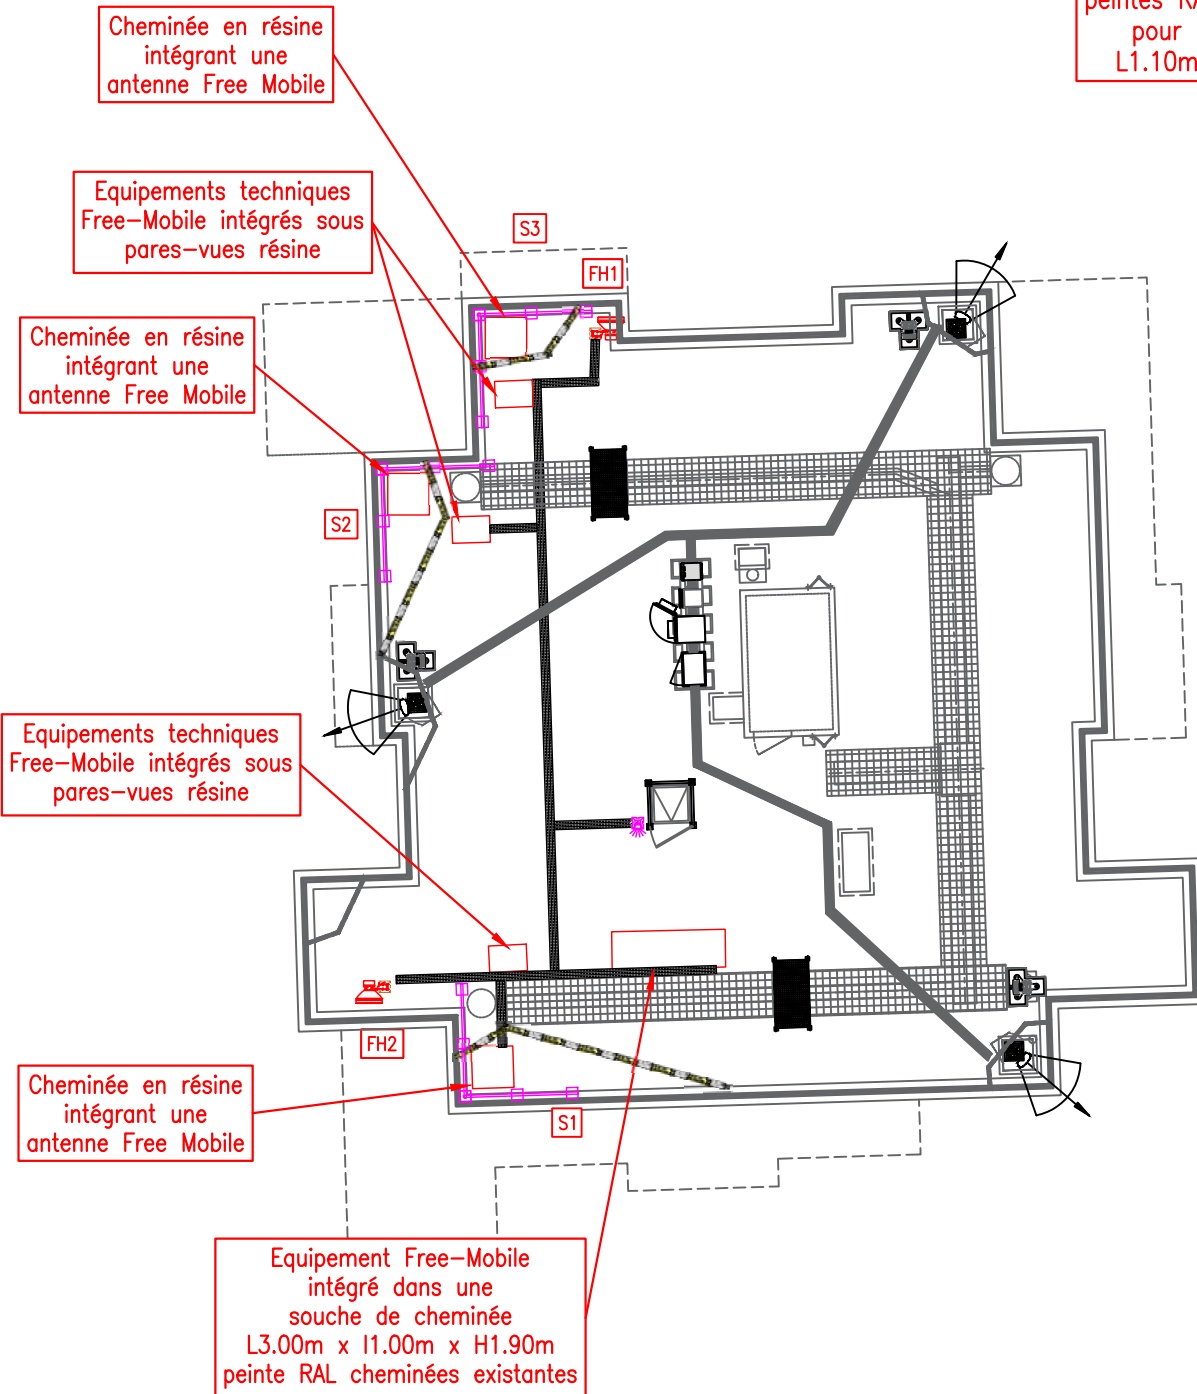 peintes
pour
L1.10m
Cheminée en résine
intégrant une
antenne Free Mobile
Equipements techniques
Free-Mobile intégrés sous
pares-vues résine
S3
FH1
Cheminée en résine
intégrant une
antenne Free Mobile
S2
Equipements techniques
Free-Mobile intégrés sous
pares-vues résine
FH2
Cheminée en résine
intégrant une
antenne Free Mobile
S1
Equipement Free-Mobile
intégré dans une
souche de cheminée
L3.00m x l1.00m x H1.90m
peinte RAL cheminées existantes